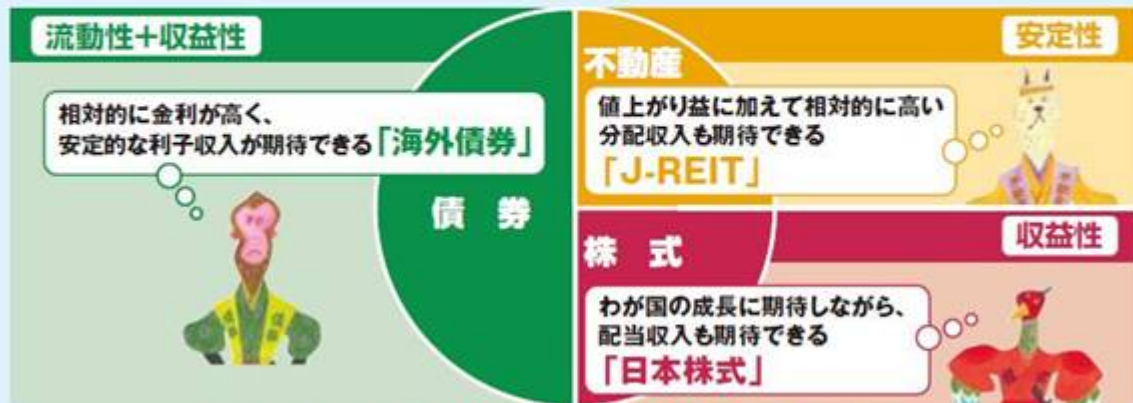 流動性+収益性
相対的に金利が高く、
安定的な利子収入が期待できる「海外債券」
債券
不動産
安定性
値上がり益に加えて相対的に高い
分配収入も期待できる
「J-REIT」
株式
収益性
わが国の成長に期待しながら、
配当収入も期待できる
「日本株式」